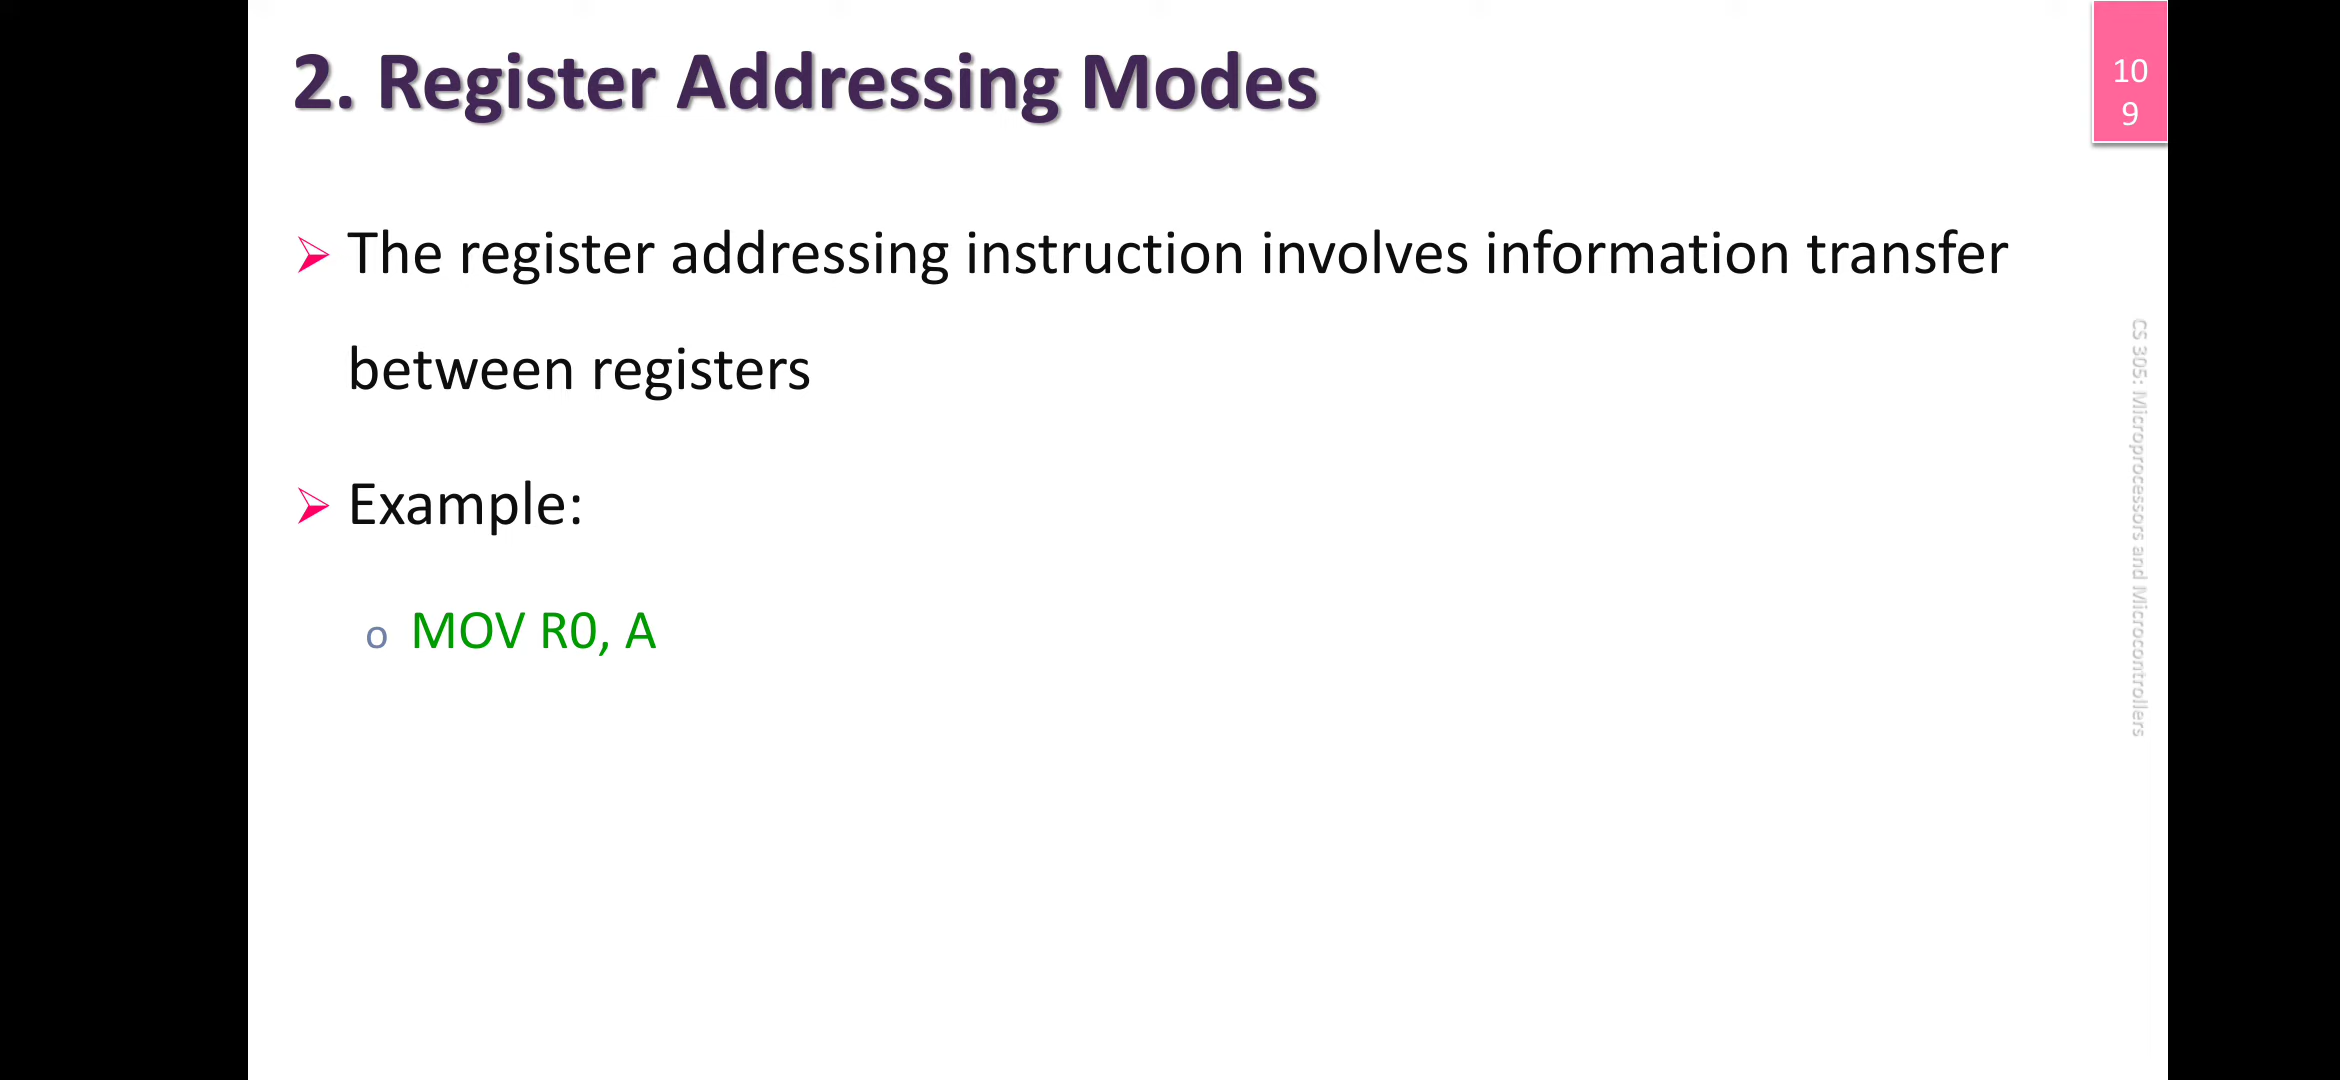 2. Register Addressing Modes
10
9
➢ The register addressing instruction involves information transfer
between registers
➢ Example:
o MOV R0, A
CS 305: Microprocessors and Microcontrollers